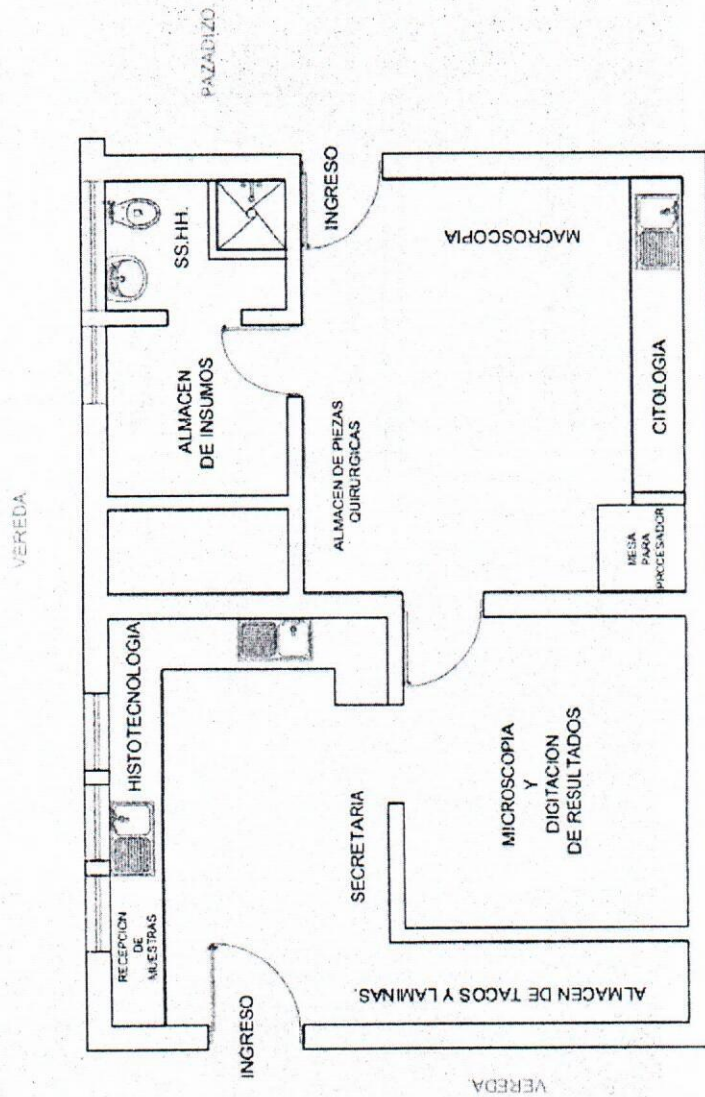 VEREDA
PAZADIZO
SS.HH.
INGRESO
ALMACEN
DE INSUMOS
MACROSCOPIA
ALMACEN DE PIEZAS
QUIRURGICAS
CITOLOGIA
MESA
PARA
PROCESADOR
HISTOTECNOLOGIA
RECEPCION
DE
MUESTRAS
SECRETARIA
MICROSCOPIA
Y
DIGITACION
DE RESULTADOS
INGRESO
ALMACEN DE TACOS Y LAMINAS.
VEREDA